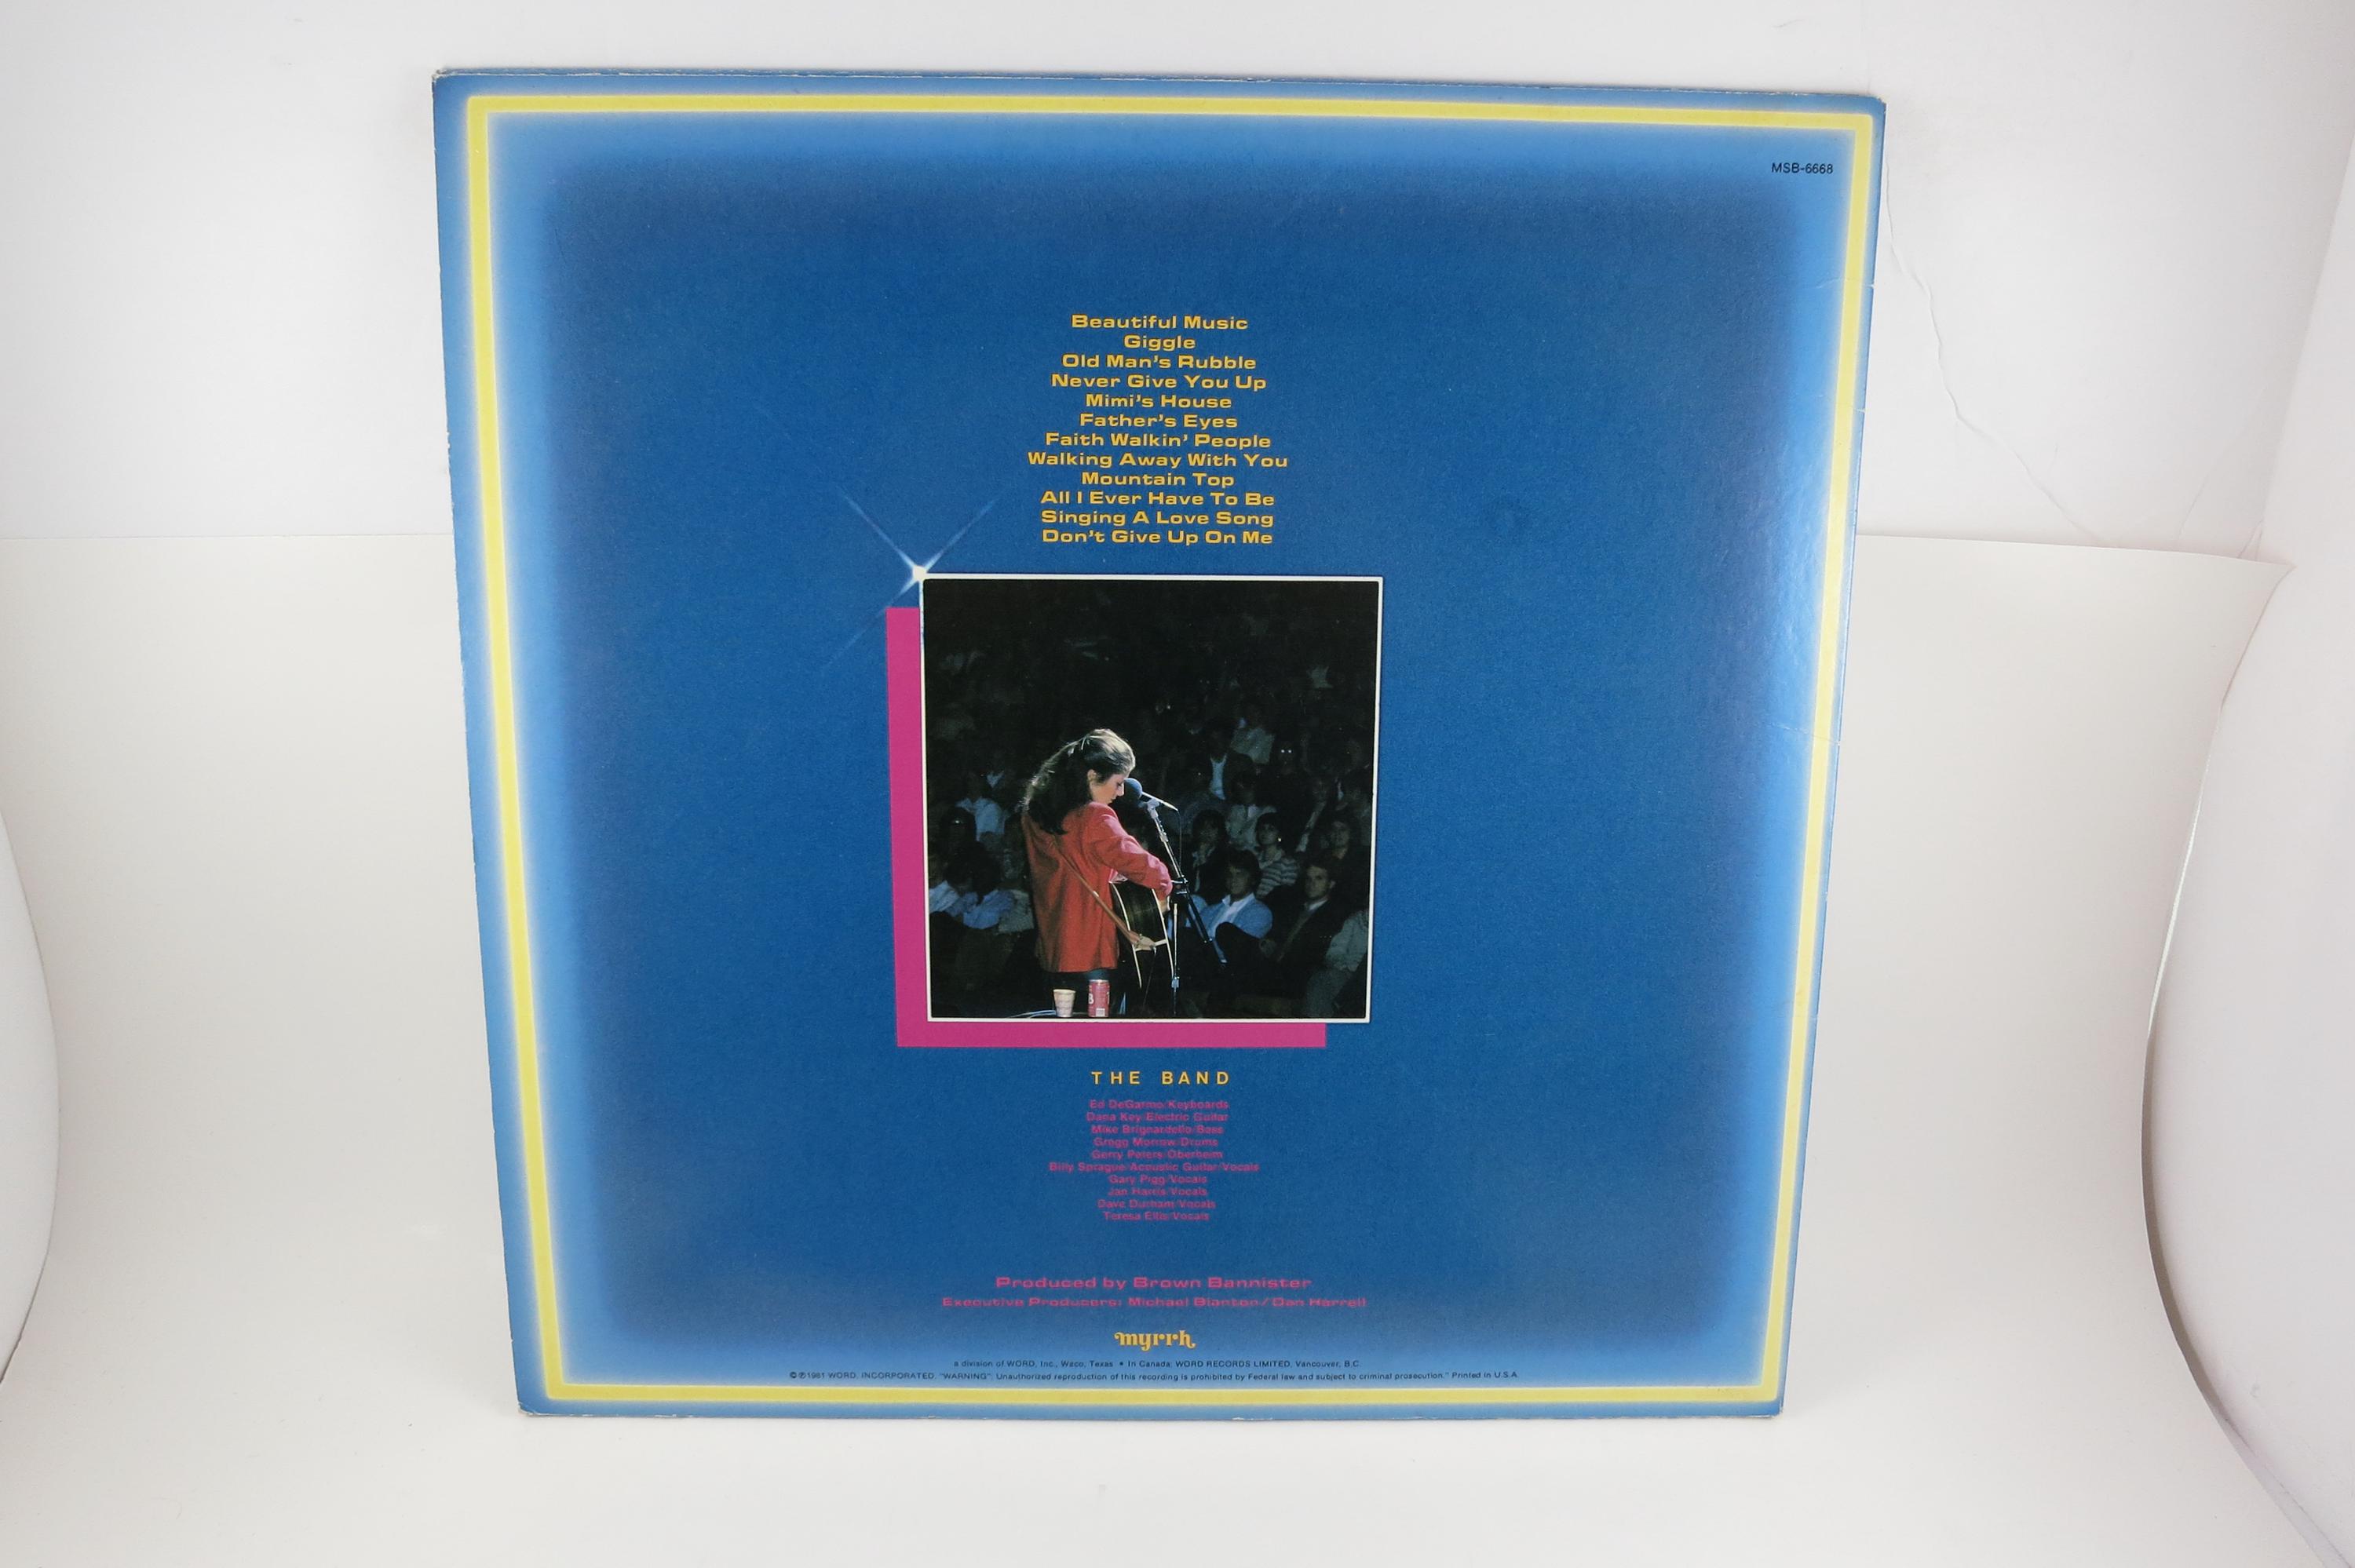 MSB-6668
Beautiful Music
Giggle
Old Man's Rubble
Never Give You Up
Mimi's House
Father's Eyes
Faith Walkin' People
Walking Away With You
Mountain Top
All I Ever Have To Be
Singing A Love Song
Don't Give Up On Me
THE BAND
Ed DeGarmo/Keyboards
Dana Key/Electric Guitar
Mike Brignardello/Bass
Gregg Morrow/Drums
Gerry Peters/Oberheim
Billy Sprague/Acoustic Guitar/Vocals
Gary Pigg/Vocals
Jan Harris/Vocals
Dave Durham/Vocals
Teresa Ellis/Vocals
Produced by Brown Bannister
Executive Producers: Michael Blanton/Dan Harrell
myrrh
a division of WORD, Inc., Waco, Texas • In Canada: WORD RECORDS LIMITED, Vancouver, B.C.
© ℗ 1981 WORD, INCORPORATED. "WARNING": Unauthorized reproduction of this recording is prohibited by Federal law and subject to criminal prosecution." Printed in U.S.A.